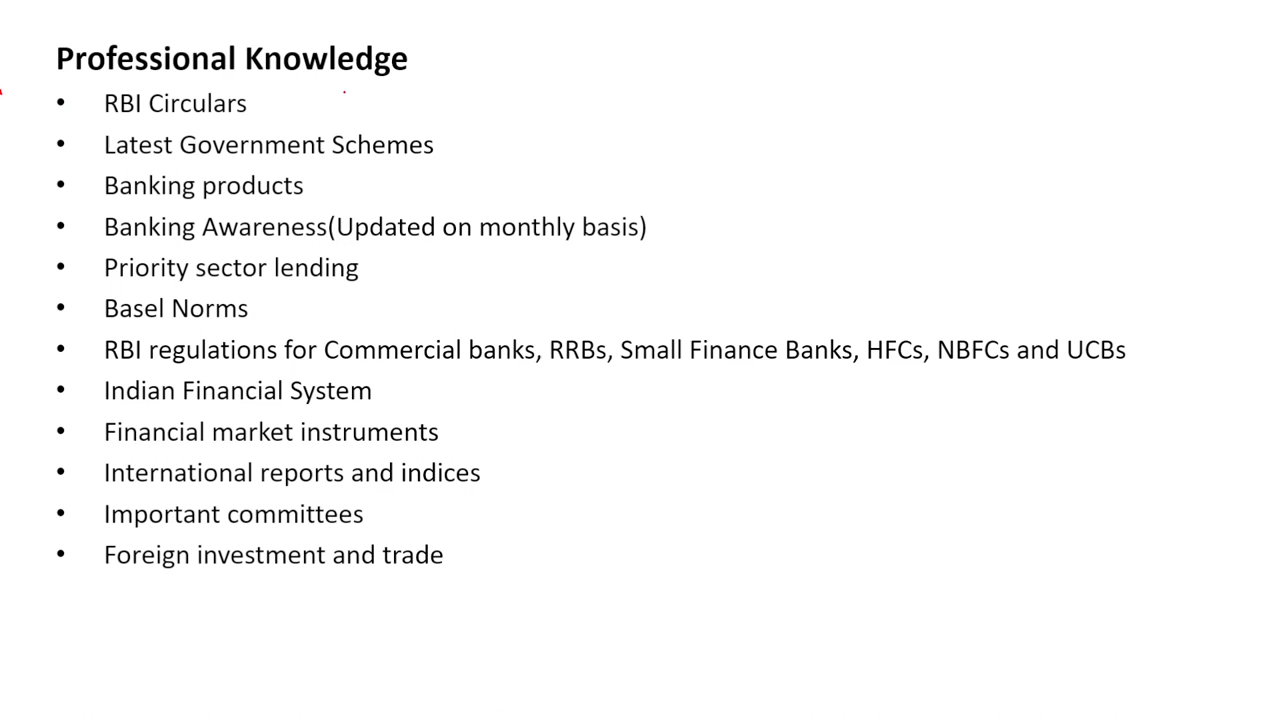 Professional Knowledge
• RBI Circulars
• Latest Government Schemes
• Banking products
• Banking Awareness(Updated on monthly basis)
• Priority sector lending
• Basel Norms
• RBI regulations for Commercial banks, RRBs, Small Finance Banks, HFCs, NBFCs and UCBs
• Indian Financial System
• Financial market instruments
• International reports and indices
• Important committees
• Foreign investment and trade